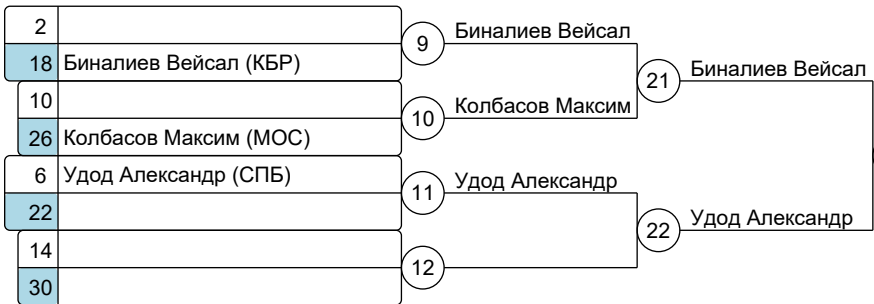 2
9
Биналиев Вейсал
18 Биналиев Вейсал (КБР)
21
Биналиев Вейсал
10
10
Колбасов Максим
26 Колбасов Максим (МОС)
6 Удод Александр (СПБ)
11
Удод Александр
22
22
Удод Александр
14
12
30